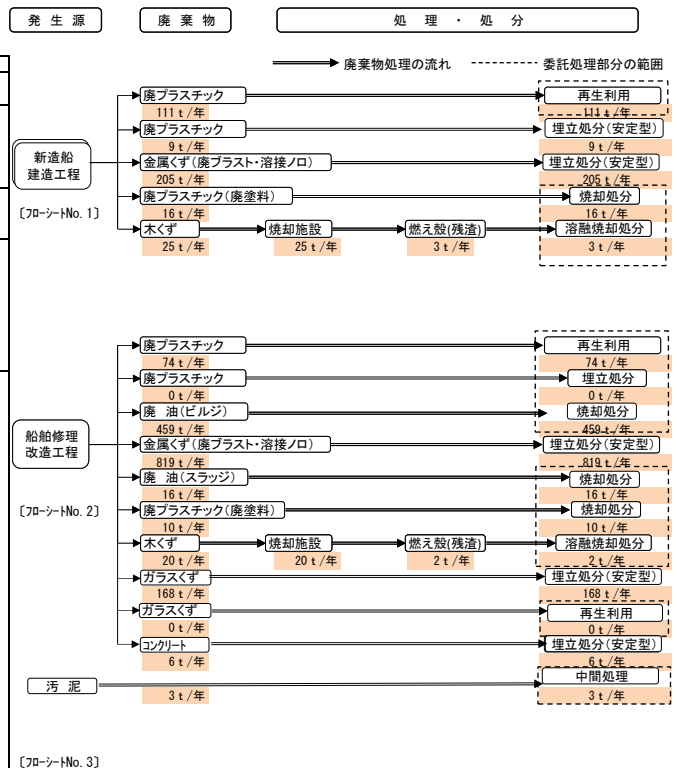 発 生 源　廃 棄 物　処 理 ・ 処 分
廃棄物処理の流れ　委託処理部分の範囲
廃プラスチック　再生利用
111 t/年　111 t/年
廃プラスチック　埋立処分(安定型)
9 t/年　9 t/年
新造船
建造工程
金属くず(廃ブラスト・溶接ノロ)　埋立処分(安定型)
205 t/年　205 t/年
廃プラスチック(廃塗料)　焼却処分
16 t/年　16 t/年
〔フローシートNo. 1〕
木くず　焼却施設　燃え殻(残渣)　溶融焼却処分
25 t/年　25 t/年　3 t/年　3 t/年
廃プラスチック　再生利用
74 t/年　74 t/年
廃プラスチック　埋立処分
0 t/年　0 t/年
廃 油(ビルジ)　焼却処分
459 t/年　459 t/年
船舶修理
改造工程
金属くず(廃ブラスト・溶接ノロ)　埋立処分(安定型)
819 t/年　819 t/年
廃 油(スラッジ)　焼却処分
16 t/年　16 t/年
〔フローシートNo. 2〕
廃プラスチック(廃塗料)　焼却処分
10 t/年　10 t/年
木くず　焼却施設　燃え殻(残渣)　溶融焼却処分
20 t/年　20 t/年　2 t/年　2 t/年
ガラスくず　埋立処分(安定型)
168 t/年　168 t/年
ガラスくず　再生利用
0 t/年　0 t/年
コンクリート　埋立処分(安定型)
6 t/年　6 t/年
汚 泥　中間処理
3 t/年　3 t/年
〔フローシートNo. 3〕